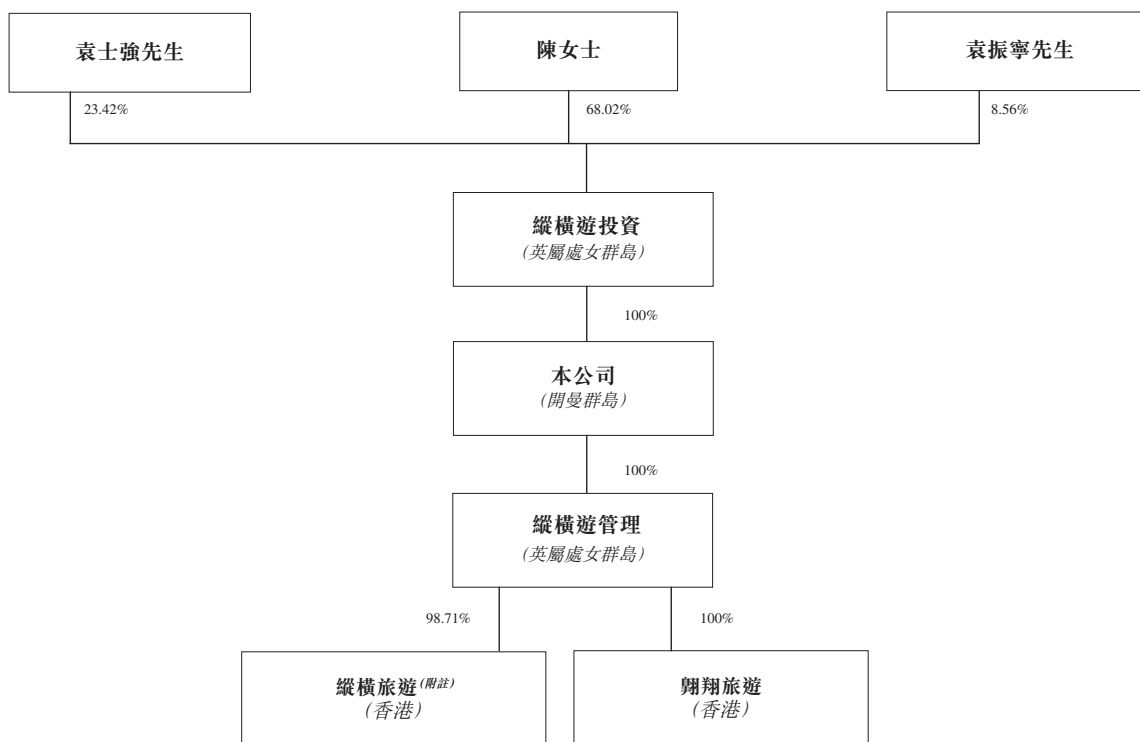 袁士強先生
陳女士
袁振寧先生
23.42%
68.02%
8.56%
縱橫遊投資
(英屬處女群島)
100%
本公司
(開曼群島)
100%
縱橫遊管理
(英屬處女群島)
98.71%
100%
縱橫旅遊(附註)
(香港)
翺翔旅遊
(香港)